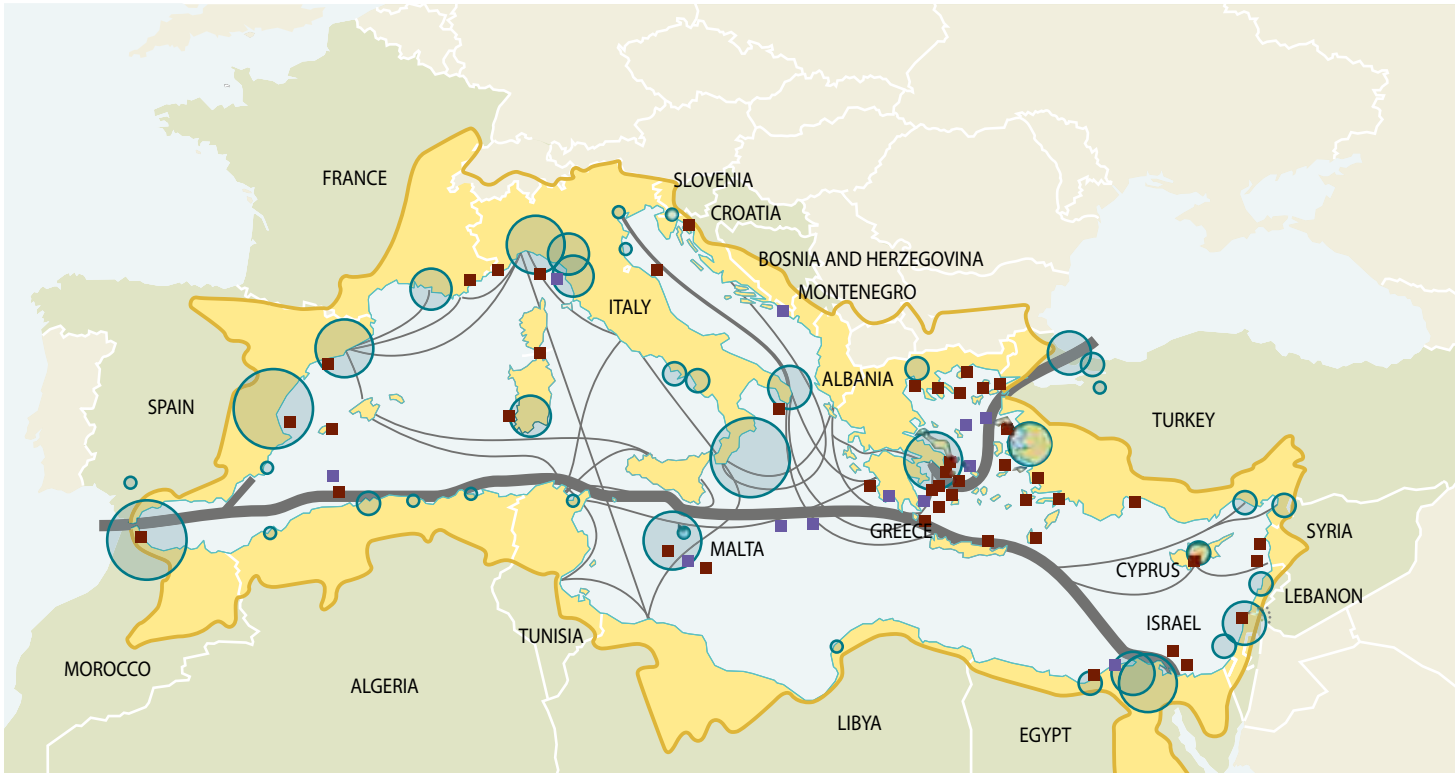 FRANCE
SLOVENIA
CROATIA
BOSNIA AND HERZEGOVINA
MONTENEGRO
ITALY
ALBANIA
SPAIN
TURKEY
GREECE
SYRIA
MALTA
CYPRUS
LEBANON
ISRAEL
TUNISIA
MOROCCO
ALGERIA
LIBYA
EGYPT